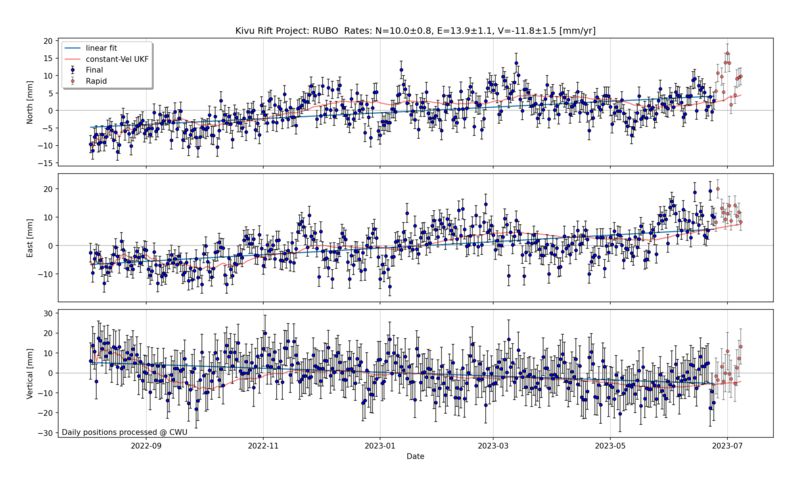 Kivu Rift Project: RUBO  Rates: N=10.0±0.8, E=13.9±1.1, V=-11.8±1.5 [mm/yr]
linear fit
constant-Vel UKF
Final
Rapid
North [mm]
20
15
10
5
0
−5
−10
−15
East [mm]
20
10
0
−10
Vertical [mm]
30
20
10
0
−10
−20
−30
Daily positions processed @ CWU
2022-09
2022-11
2023-01
2023-03
2023-05
2023-07
Date